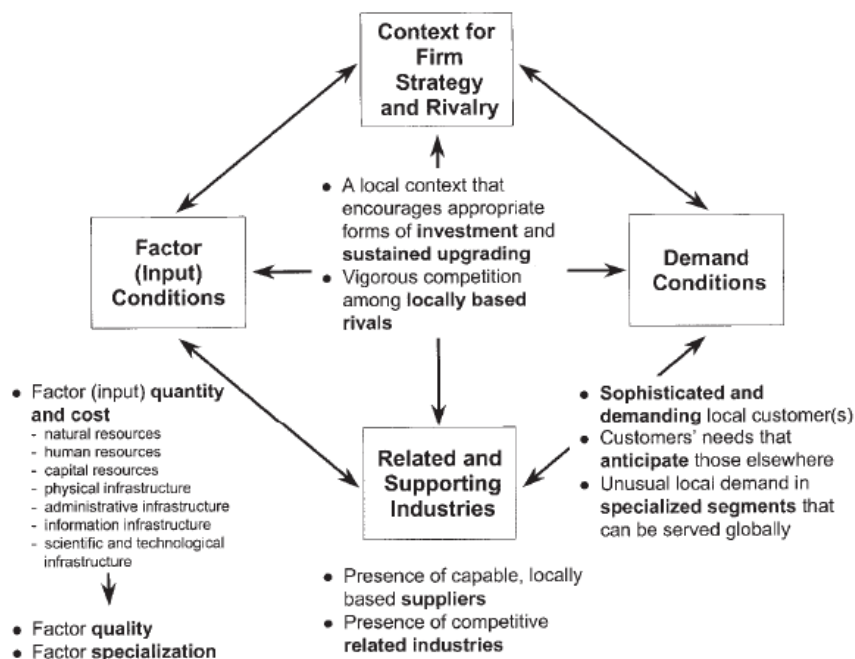 Context for
Firm
Strategy
and Rivalry
● A local context that
encourages appropriate
forms of investment and
sustained upgrading
● Vigorous competition
among locally based
rivals
Factor
(Input)
Conditions
Demand
Conditions
● Factor (input) quantity
and cost
- natural resources
- human resources
- capital resources
- physical infrastructure
- administrative infrastructure
- information infrastructure
- scientific and technological
infrastructure
● Factor quality
● Factor specialization
Related and
Supporting
Industries
● Presence of capable, locally
based suppliers
● Presence of competitive
related industries
● Sophisticated and
demanding local customer(s)
● Customers' needs that
anticipate those elsewhere
● Unusual local demand in
specialized segments that
can be served globally